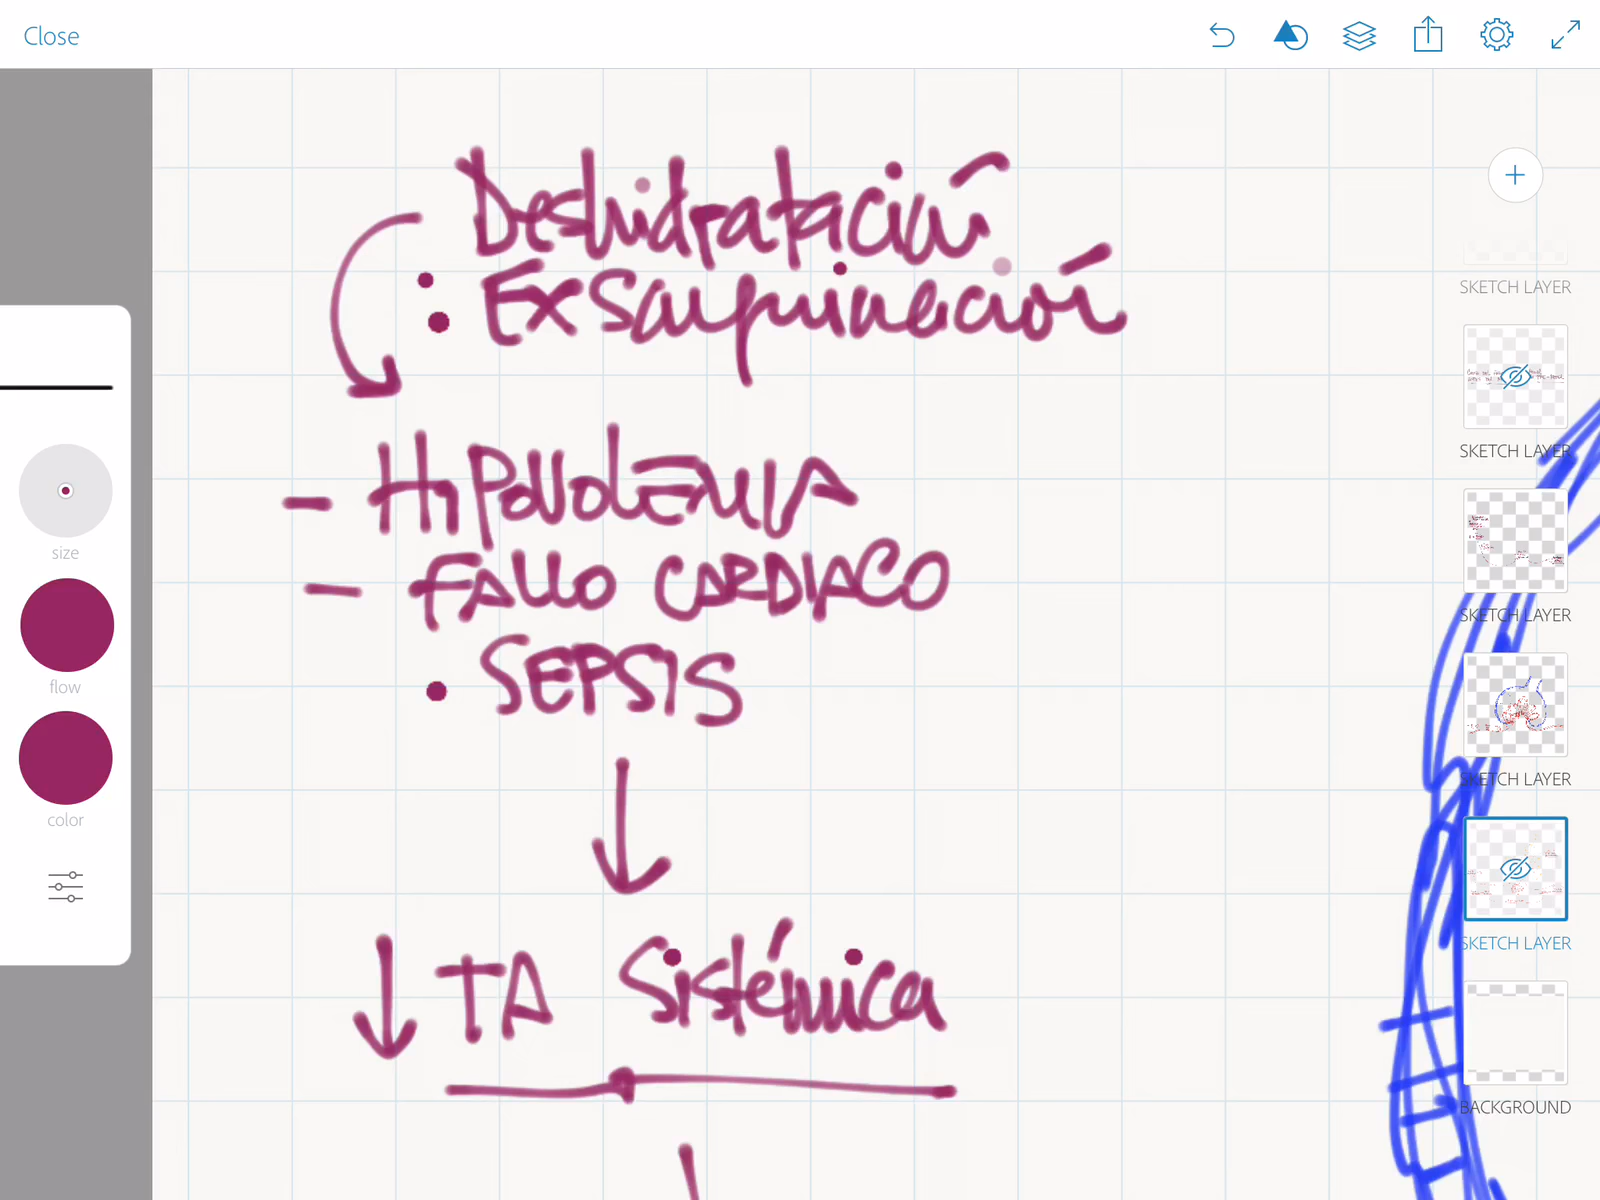 Close
Deshidratación
: Exsanguinación
- HIPOVOLEMIA
- FALLO CARDIACO
• SEPSIS
↓ TA Sistémica
size
flow
color
SKETCH LAYER
SKETCH LAYER
SKETCH LAYER
SKETCH LAYER
SKETCH LAYER
BACKGROUND